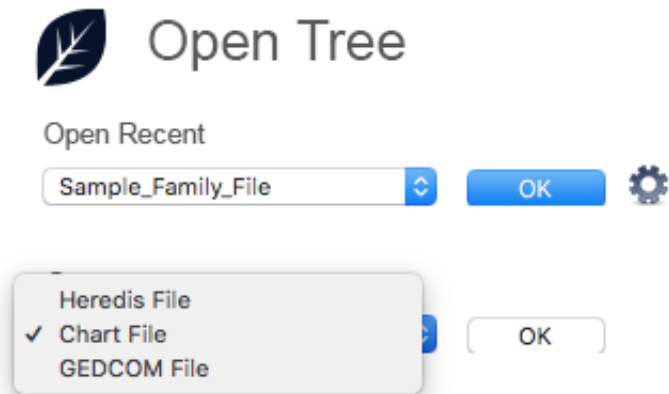 Open Tree
Open Recent
Sample_Family_File OK
Heredis File
✓ Chart File OK
GEDCOM File